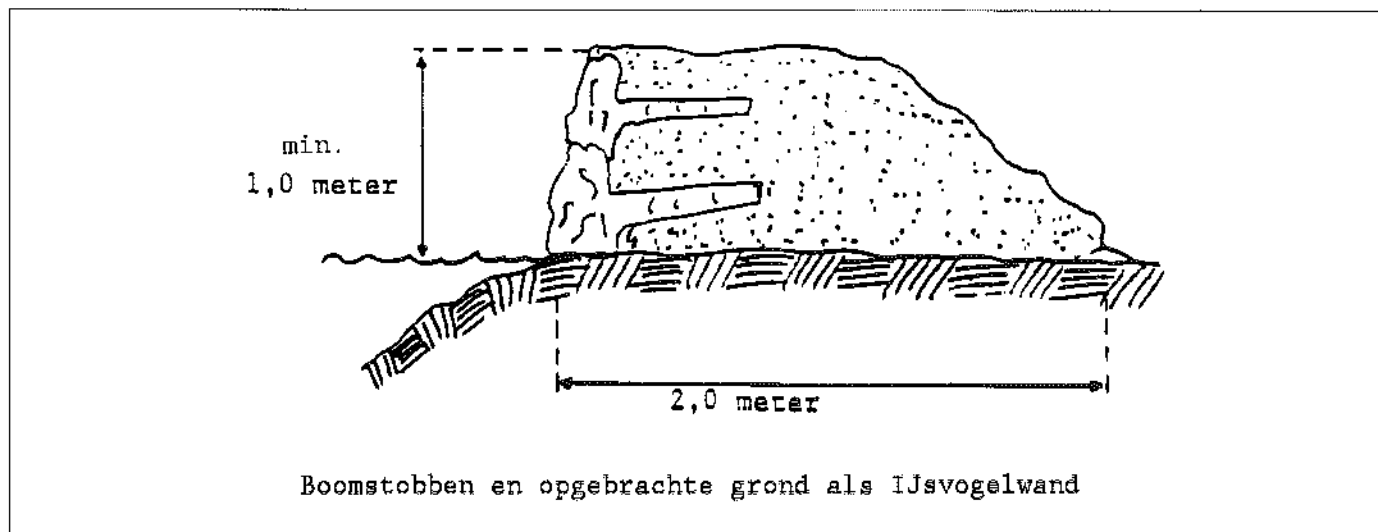 min.
1,0 meter
2,0 meter
Boomstobben en opgebrachte grond als IJsvogelwand